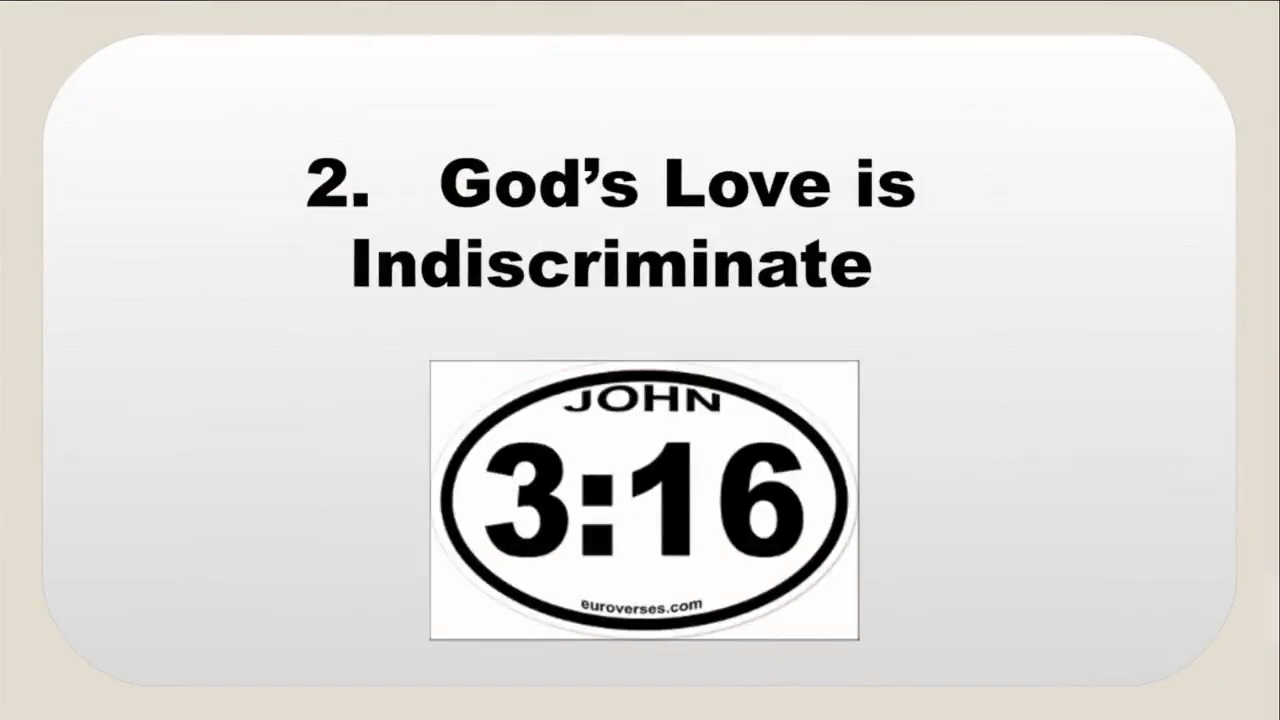 2. God’s Love is
Indiscriminate
JOHN
3:16
euroverses.com